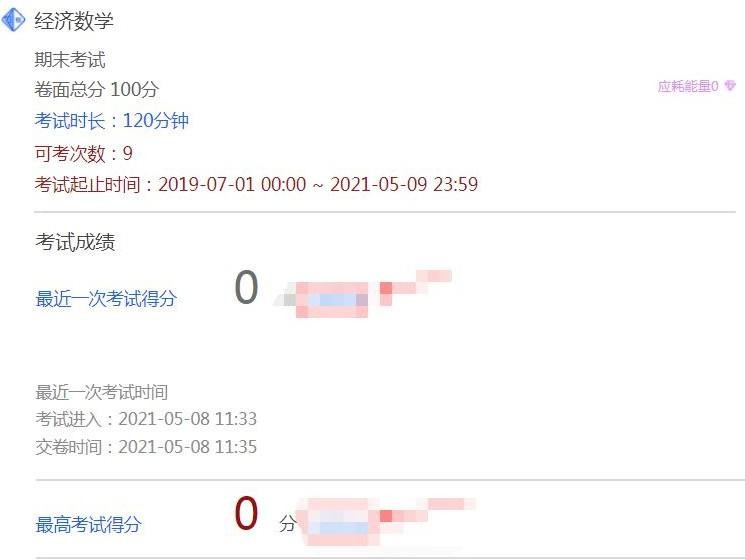 经济数学
期末考试
卷面总分 100分
应耗能量0
考试时长：120分钟
可考次数：9
考试起止时间：2019-07-01 00:00 ~ 2021-05-09 23:59
考试成绩
最近一次考试得分 0
最近一次考试时间
考试进入：2021-05-08 11:33
交卷时间：2021-05-08 11:35
最高考试得分 0 分